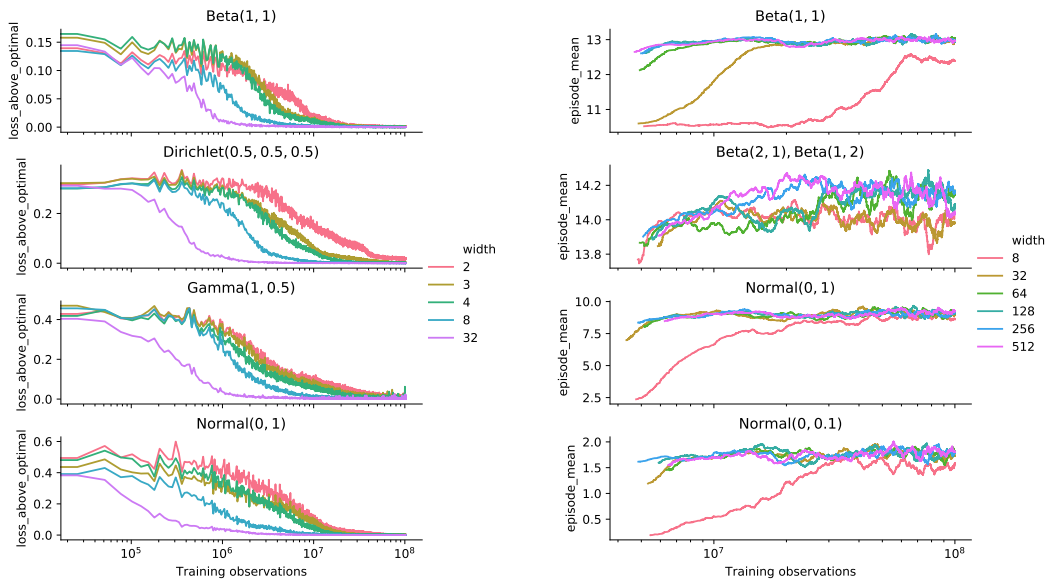 Beta(1, 1)
loss_above_optimal
0.15
0.10
0.05
0.00
Dirichlet(0.5, 0.5, 0.5)
loss_above_optimal
0.2
0.0
Gamma(1, 0.5)
loss_above_optimal
0.4
0.2
0.0
Normal(0, 1)
loss_above_optimal
0.6
0.4
0.2
0.0
10^5
10^6
10^7
10^8
Training observations
width
2
3
4
8
32
Beta(1, 1)
episode_mean
13
12
11
Beta(2, 1), Beta(1, 2)
episode_mean
14.2
14.0
13.8
Normal(0, 1)
episode_mean
10.0
7.5
5.0
2.5
Normal(0, 0.1)
episode_mean
2.0
1.5
1.0
0.5
10^7
10^8
Training observations
width
8
32
64
128
256
512